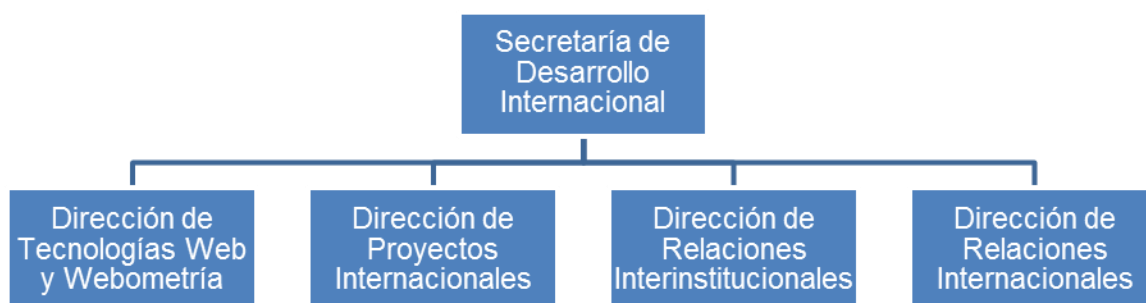 Secretaría de
Desarrollo
Internacional
Dirección de
Tecnologías Web
y Webometría
Dirección de
Proyectos
Internacionales
Dirección de
Relaciones
Interinstitucionales
Dirección de
Relaciones
Internacionales